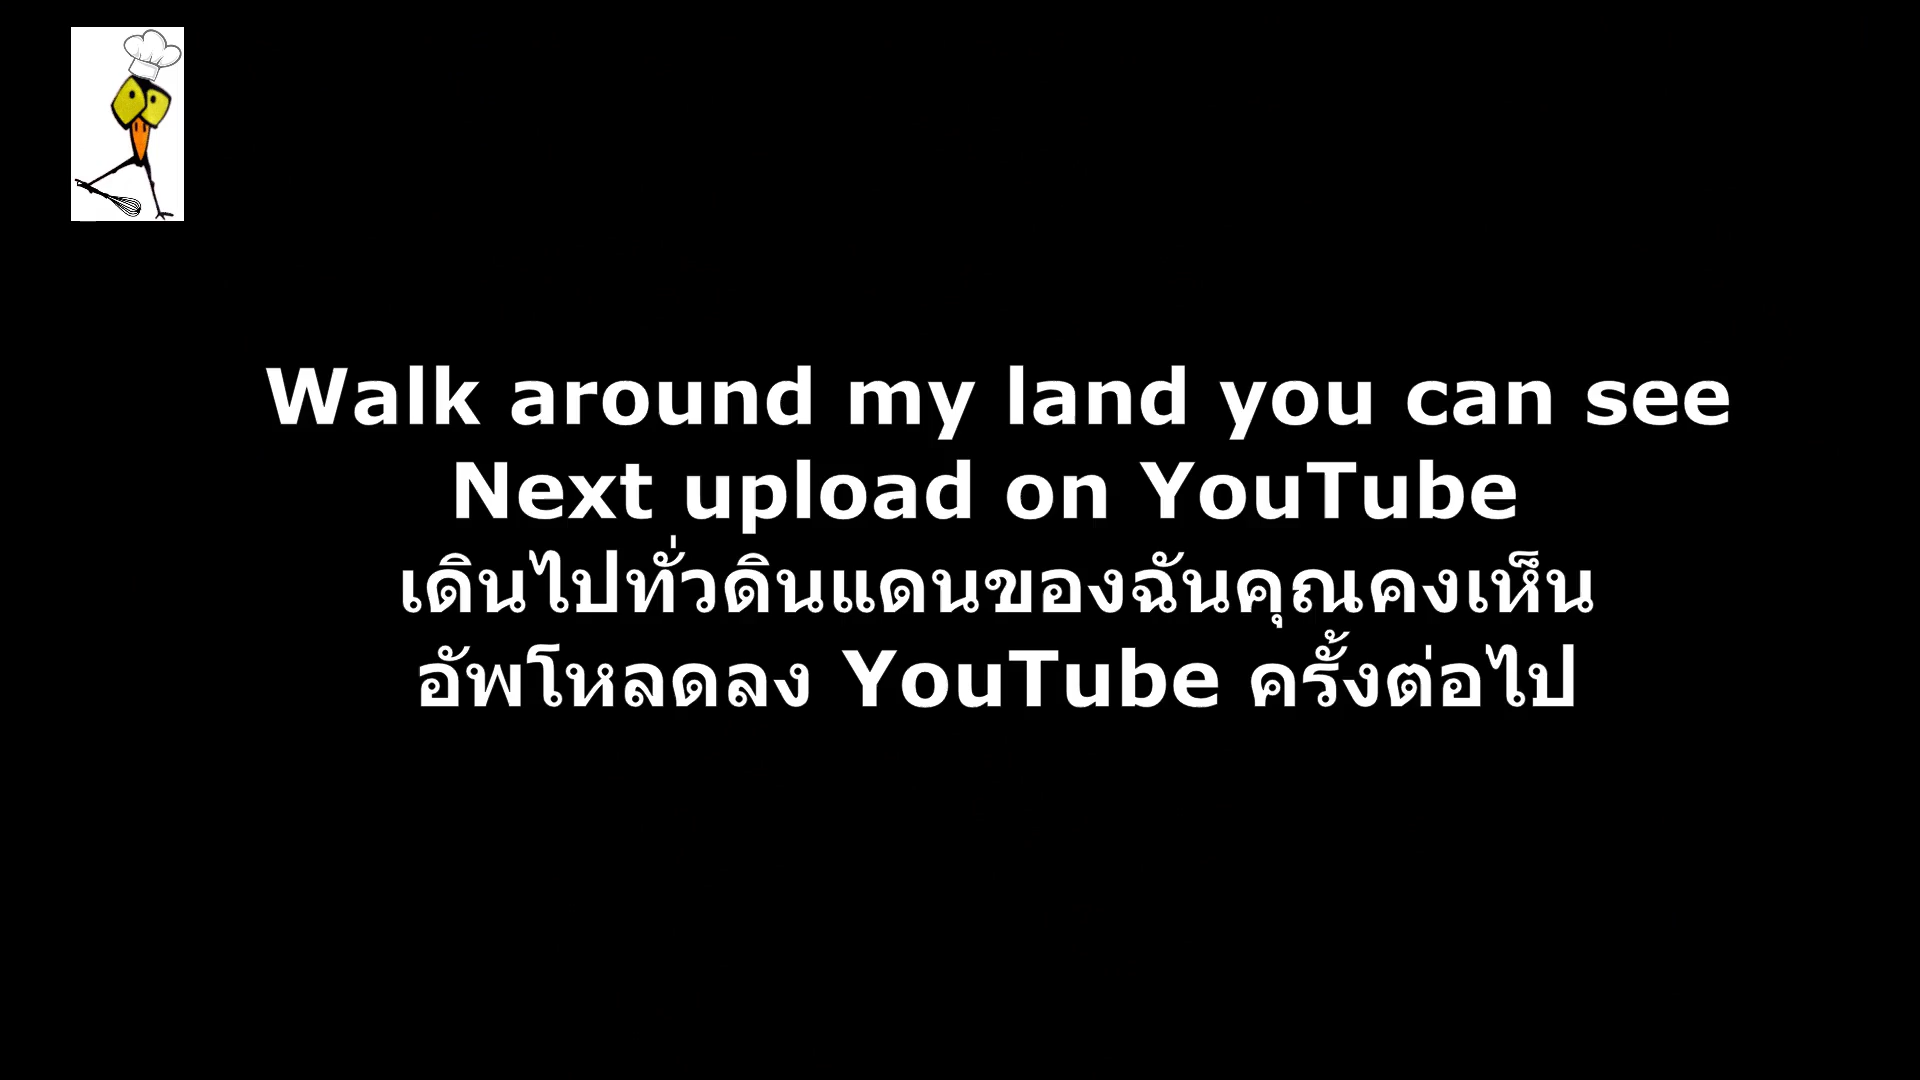 Walk around my land you can see
Next upload on YouTube
เดินไปทั่วดินแดนของฉันคุณคงเห็น
อัพโหลดลง YouTube ครั้งต่อไป